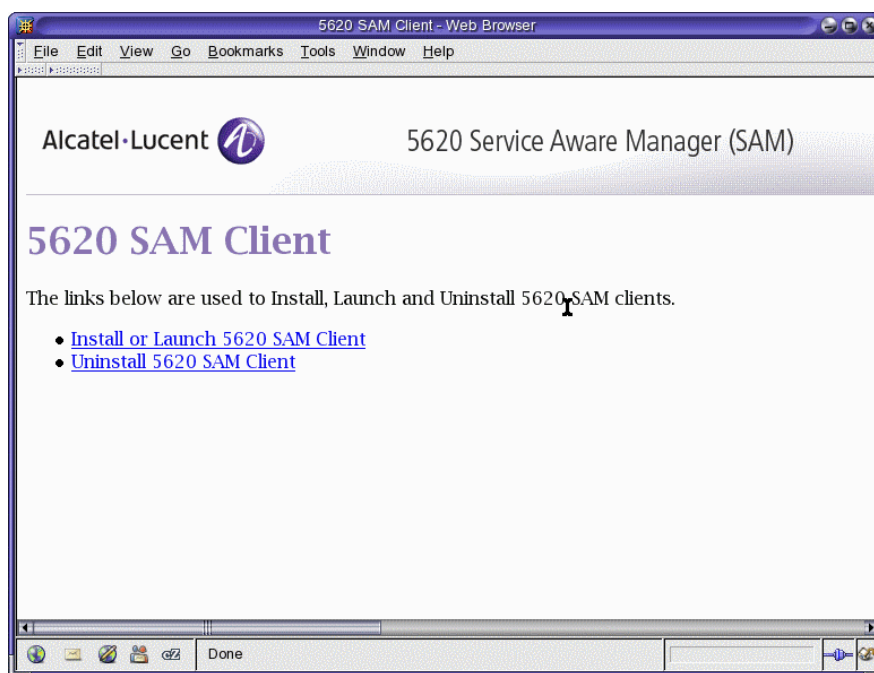 5620 SAM Client - Web Browser
File Edit View Go Bookmarks Tools Window Help
Alcatel·Lucent
5620 Service Aware Manager (SAM)
5620 SAM Client
The links below are used to Install, Launch and Uninstall 5620 SAM clients.
• Install or Launch 5620 SAM Client
• Uninstall 5620 SAM Client
Done